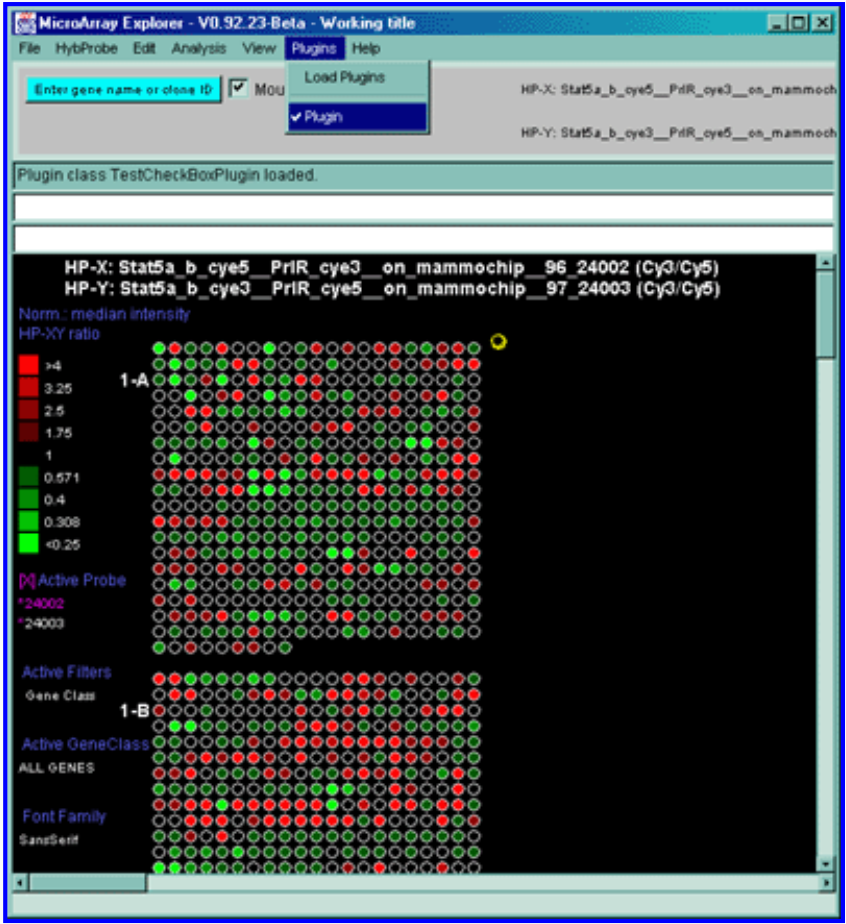 MicroArray Explorer - V0.92.23-Beta - Working title
File HybProbe Edit Analysis View Plugins Help
Load Plugins
Plugin
Enter gene name or clone ID
Mou
HP-X: Stat5a_b_cye5__PrlR_cye3__on_mammoch
HP-Y: Stat5a_b_cye3__PrlR_cye5__on_mammoch
Plugin class TestCheckBoxPlugin loaded.
HP-X: Stat5a_b_cye5__PrlR_cye3__on_mammochip__96_24002 (Cy3/Cy5)
HP-Y: Stat5a_b_cye3__PrlR_cye5__on_mammochip__97_24003 (Cy3/Cy5)
Norm.: median intensity
HP-XY ratio
>4
3.25
2.5
1.75
1
0.571
0.4
0.308
<0.25
1-A
[X] Active Probe
*24002
*24003
Active Filters
Gene Class
1-B
Active GeneClass
ALL GENES
Font Family
SansSerif